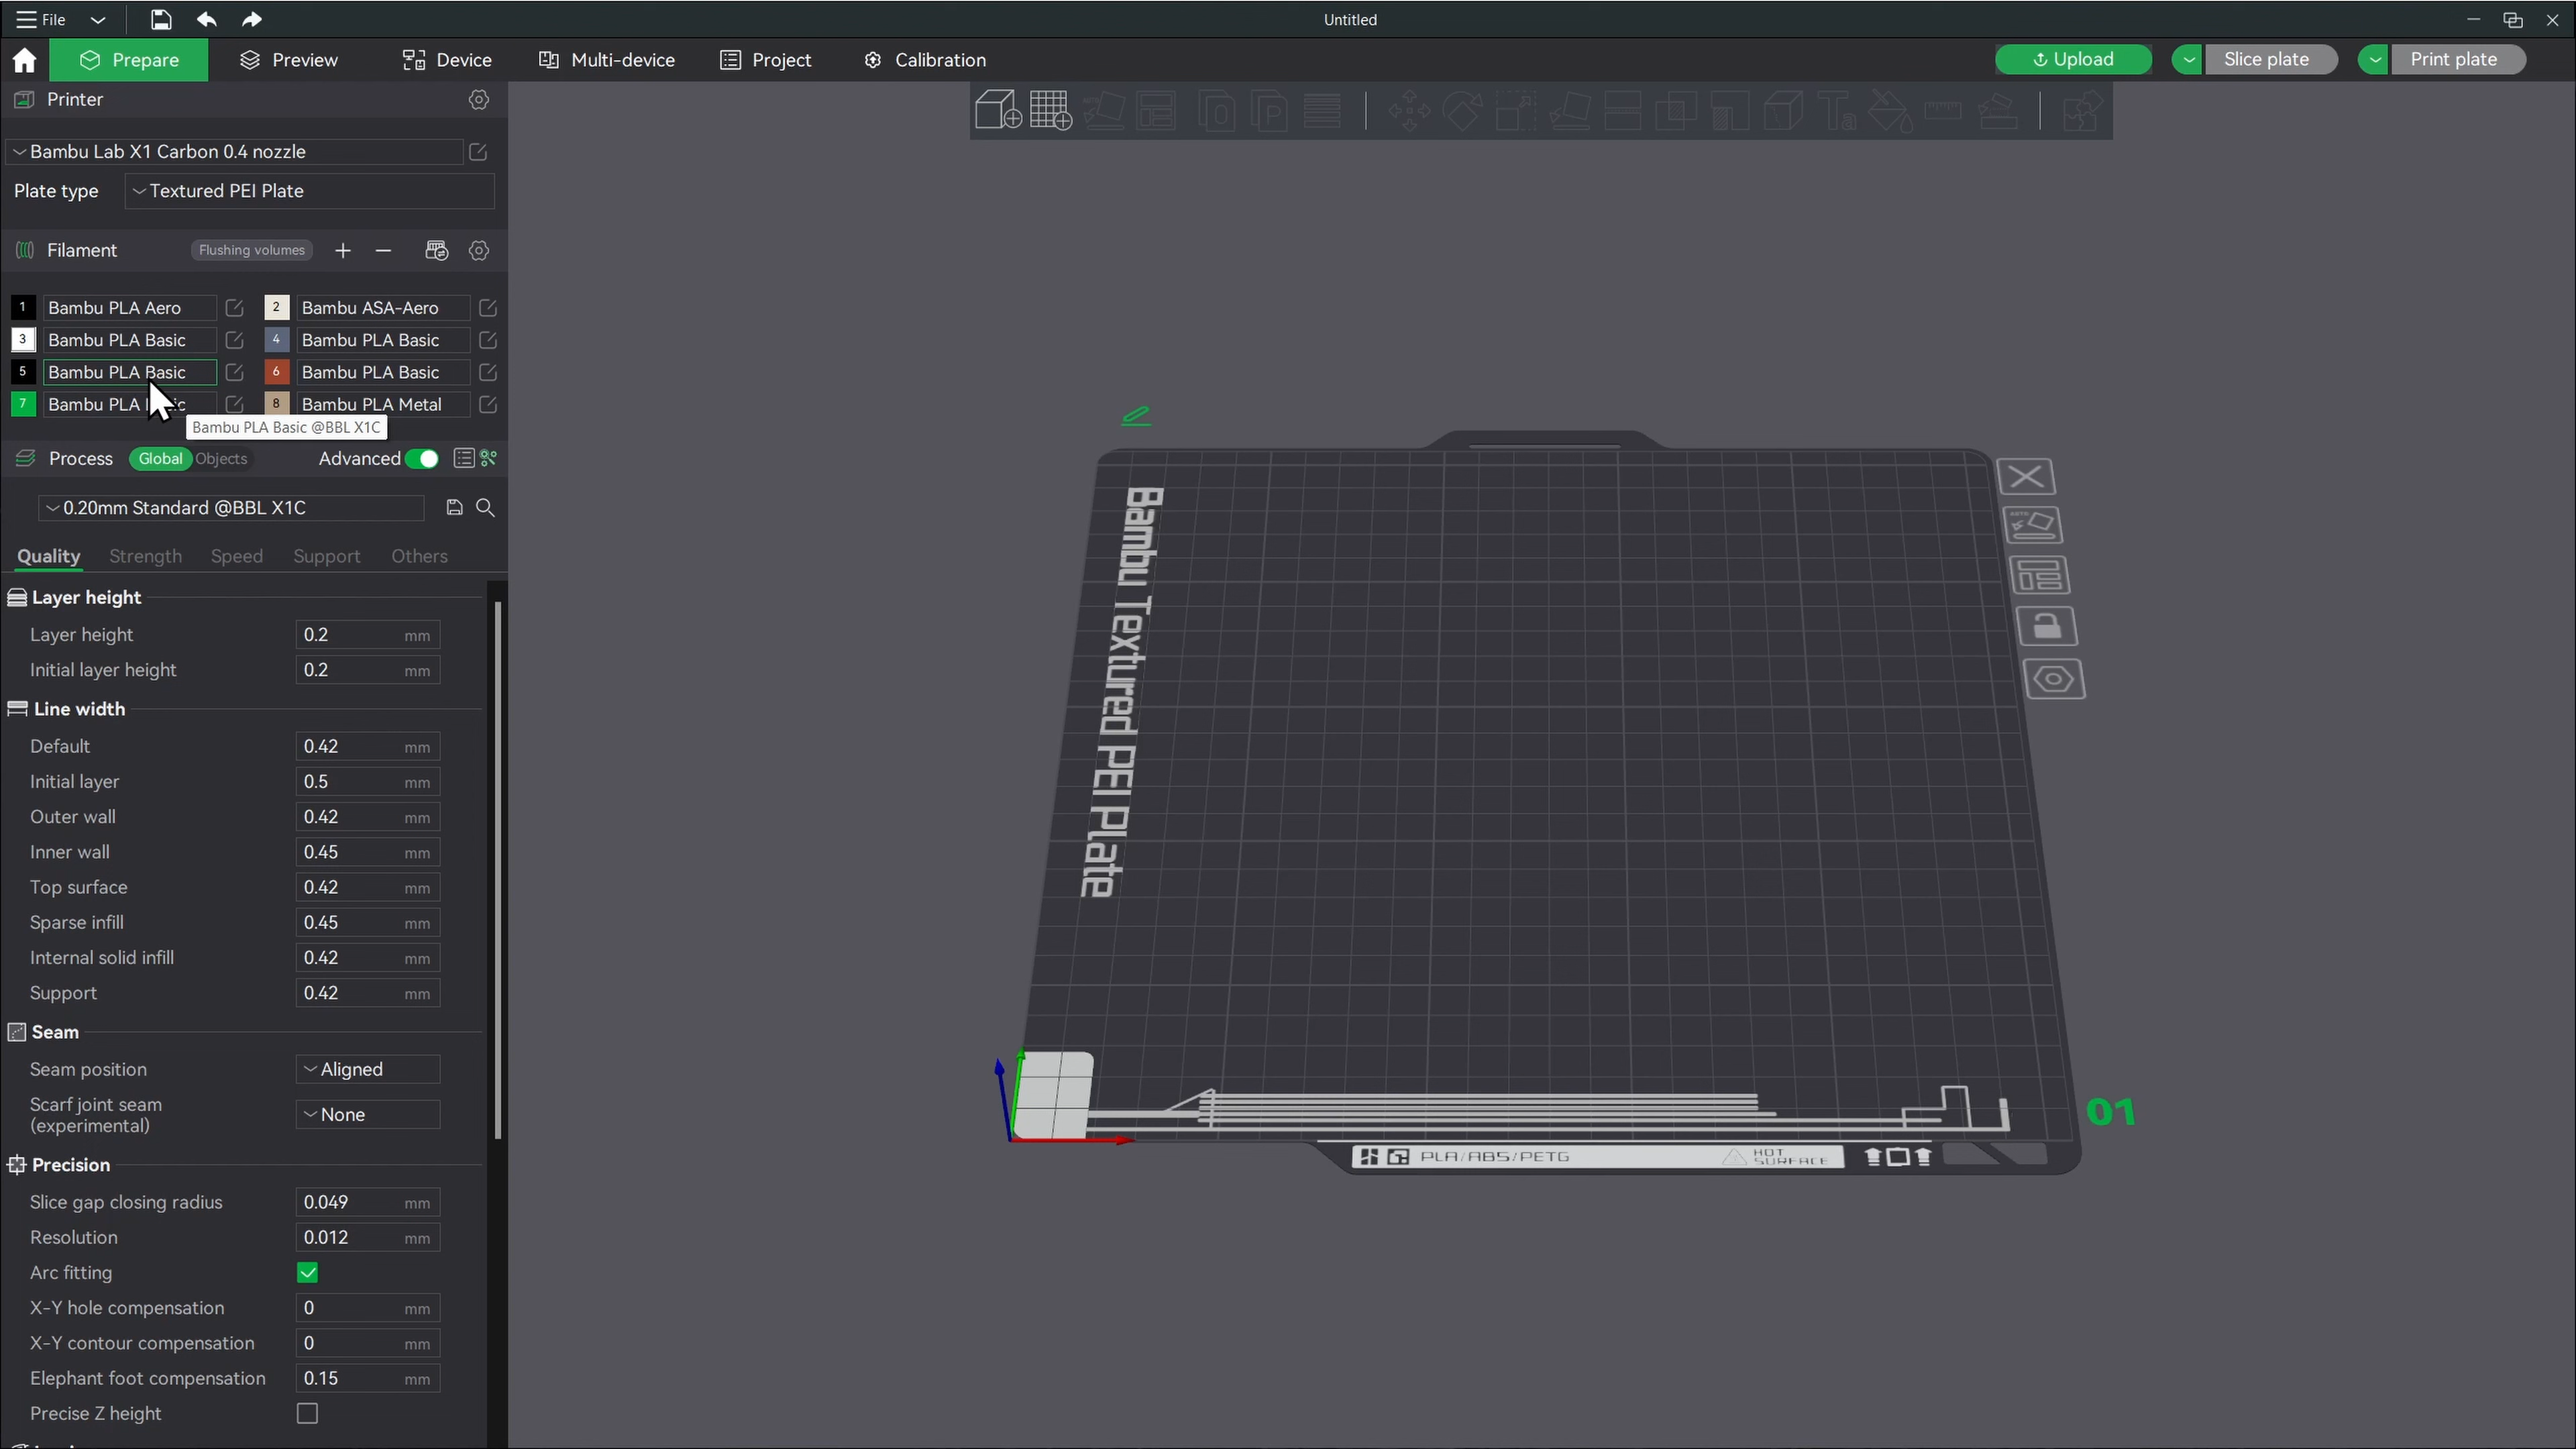 File
Untitled
Prepare
Preview
Device
Multi-device
Project
Calibration
Upload
Slice plate
Print plate
Printer
Bambu Lab X1 Carbon 0.4 nozzle
Plate type
Textured PEI Plate
Filament
Flushing volumes
1 Bambu PLA Aero
2 Bambu ASA-Aero
3 Bambu PLA Basic
4 Bambu PLA Basic
5 Bambu PLA Basic
6 Bambu PLA Basic
7 Bambu PLA
8 Bambu PLA Metal
Bambu PLA Basic @BBL X1C
Process
Global
Objects
Advanced
0.20mm Standard @BBL X1C
Quality
Strength
Speed
Support
Others
Layer height
Layer height 0.2 mm
Initial layer height 0.2 mm
Line width
Default 0.42 mm
Initial layer 0.5 mm
Outer wall 0.42 mm
Inner wall 0.45 mm
Top surface 0.42 mm
Sparse infill 0.45 mm
Internal solid infill 0.42 mm
Support 0.42 mm
Seam
Seam position Aligned
Scarf joint seam
(experimental)
None
Precision
Slice gap closing radius 0.049 mm
Resolution 0.012 mm
Arc fitting
X-Y hole compensation 0 mm
X-Y contour compensation 0 mm
Elephant foot compensation 0.15 mm
Precise Z height
Bambu Textured PEI Plate
PLA/ABS/PETG
HOT
SURFACE
01